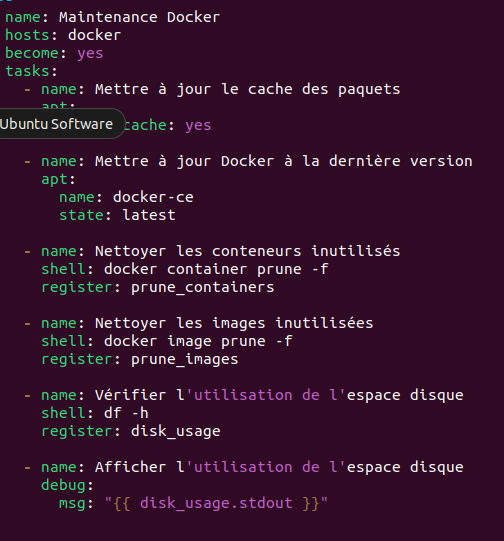 name: Maintenance Docker
hosts: docker
become: yes
tasks:
  - name: Mettre à jour le cache des paquets
    apt:
Ubuntu Software cache: yes

  - name: Mettre à jour Docker à la dernière version
    apt:
      name: docker-ce
      state: latest

  - name: Nettoyer les conteneurs inutilisés
    shell: docker container prune -f
    register: prune_containers

  - name: Nettoyer les images inutilisées
    shell: docker image prune -f
    register: prune_images

  - name: Vérifier l'utilisation de l'espace disque
    shell: df -h
    register: disk_usage

  - name: Afficher l'utilisation de l'espace disque
    debug:
      msg: "{{ disk_usage.stdout }}"